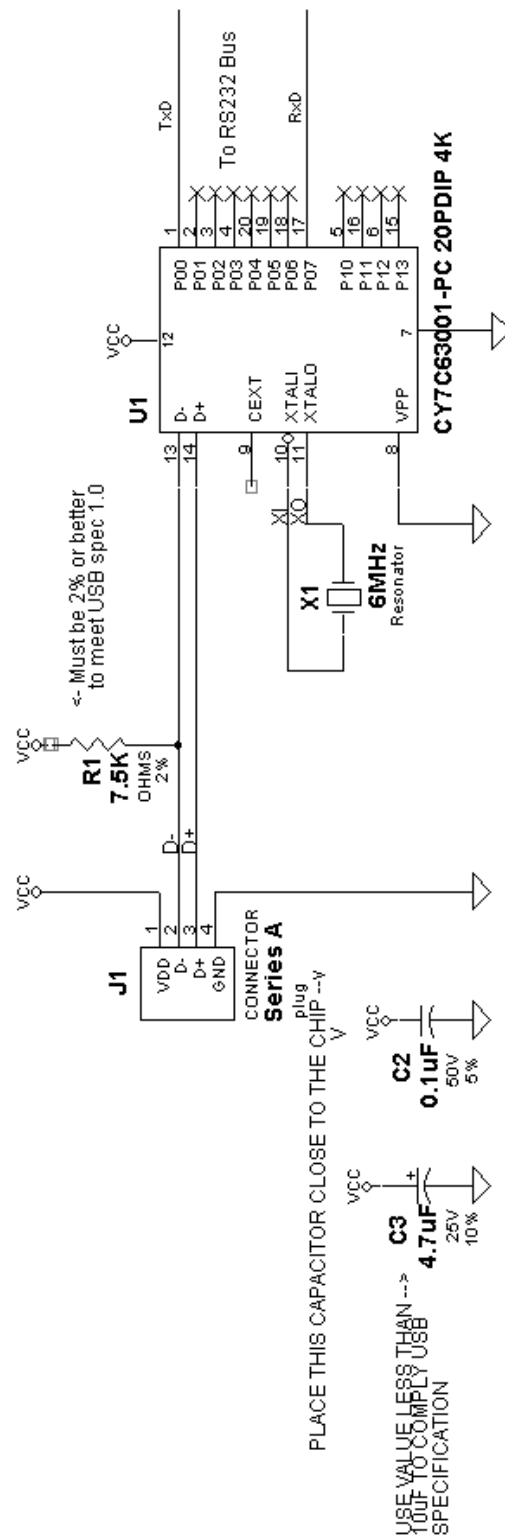 VCC
<- Must be 2% or better
to meet USB spec 1.0
R1
7.5K
OHMS
2%
VCC
J1
VDD
D-
D+
GND
1
2
3
4
CONNECTOR
Series A
plug
D-
D+
VCC
U1
12
13
14
9
10
11
8
7
D-
D+
CEXT
XTALI
XTALO
VPP
P00
P01
P02
P03
P04
P05
P06
P07
P10
P11
P12
P13
1
2
3
4
20
19
18
17
5
16
6
15
TxD
To RS232 Bus
RxD
CY7C63001-PC 20PDIP 4K
XI
XO
X1
6MHz
Resonator
PLACE THIS CAPACITOR CLOSE TO THE CHIP --v
V
VCC
C2
0.1uF
50V
5%
VCC
+
C3
4.7uF
25V
10%
USE VALUE LESS THAN -->
10uF TO COMPLY USB
SPECIFICATION